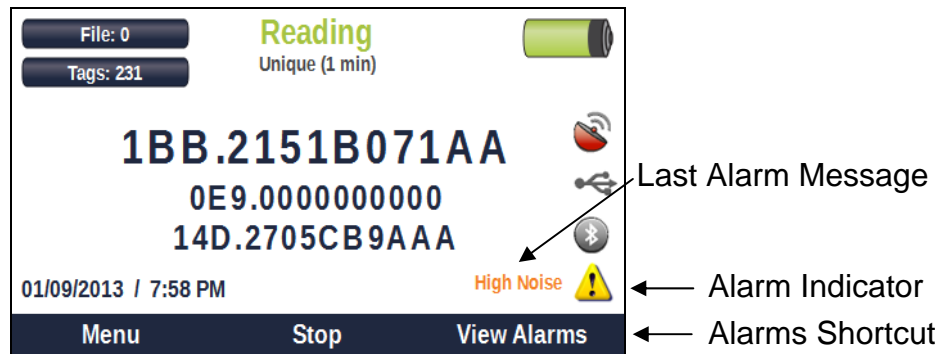 File: 0
Reading
Tags: 231
Unique (1 min)
1BB.2151B071AA
0E9.0000000000
14D.2705CB9AAA
Last Alarm Message
01/09/2013 / 7:58 PM
High Noise
Alarm Indicator
Menu
Stop
View Alarms
Alarms Shortcut